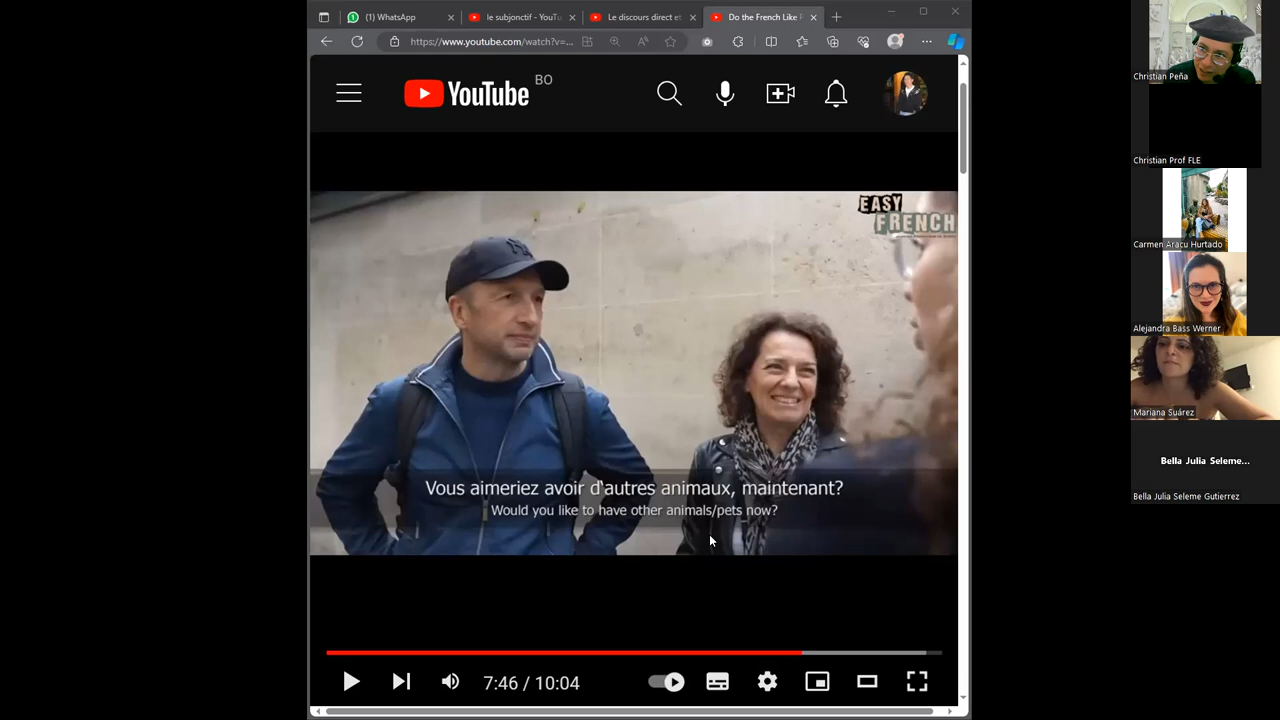 (1) WhatsApp
le subjonctif - YouTu
Le discours direct et
Do the French Like P
https://www.youtube.com/watch?v=...
YouTube BO
EASY
FRENCH
Vous aimeriez avoir d'autres animaux, maintenant?
Would you like to have other animals/pets now?
7:46 / 10:04
Christian Peña
Christian Prof FLE
Carmen Aracu Hurtado
Alejandra Bass Werner
Mariana Suárez
Bella Julia Seleme...
Bella Julia Seleme Gutierrez